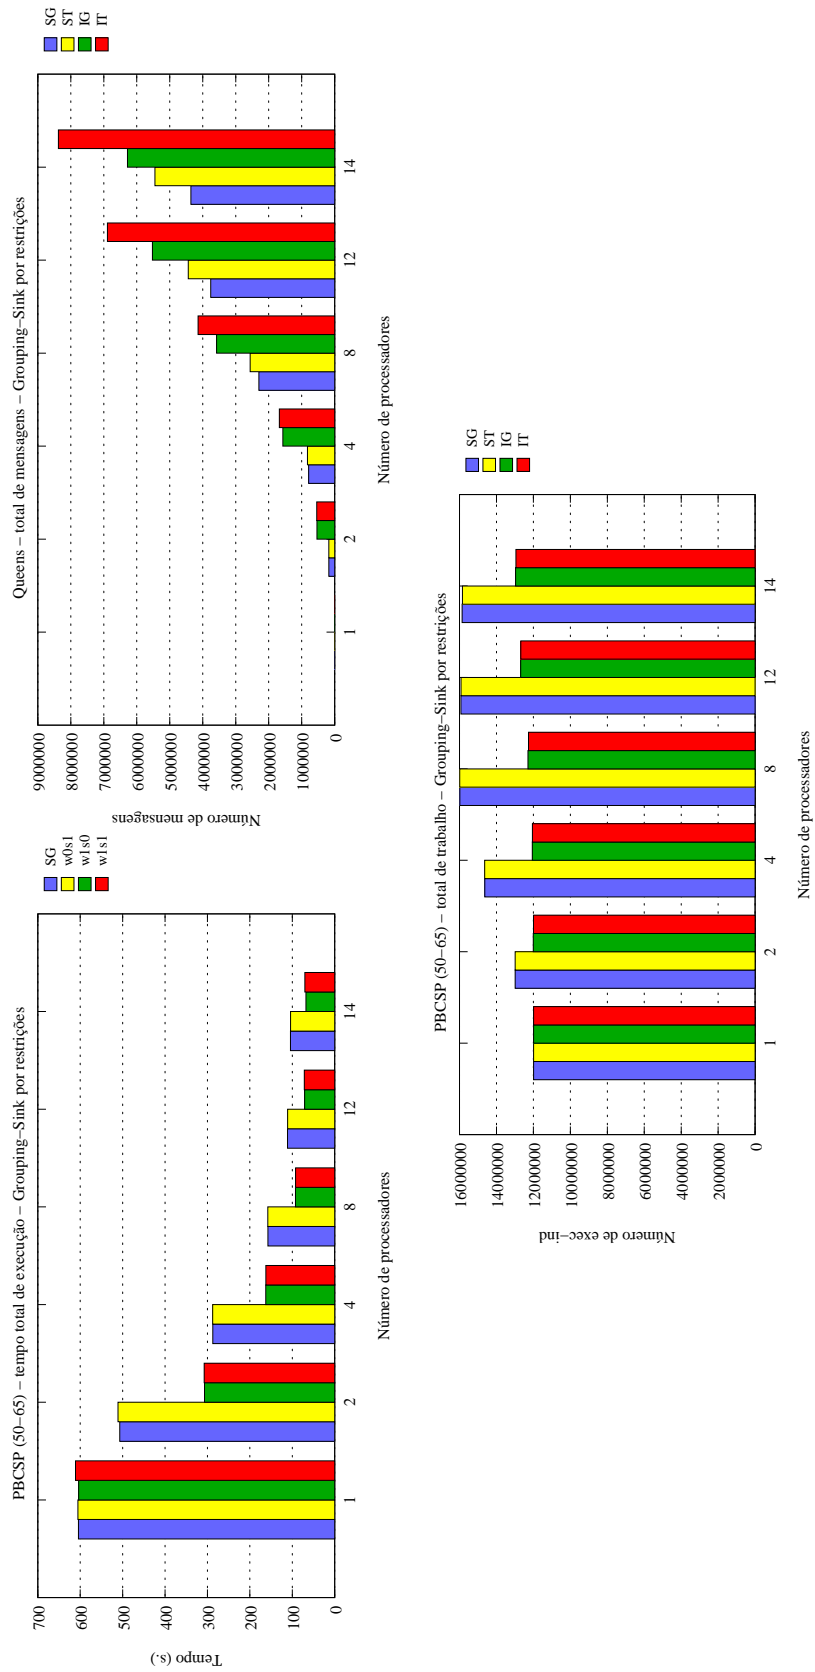 PBCSP (50–65) – tempo total de execução – Grouping–Sink por restrições
Tempo (s.)
700
600
500
400
300
200
100
0
1
2
4
8
12
14
Número de processadores
SG
w0s1
w1s0
w1s1
Queens – total de mensagens – Grouping–Sink por restrições
Número de mensagens
9000000
8000000
7000000
6000000
5000000
4000000
3000000
2000000
1000000
0
1
2
4
8
12
14
Número de processadores
SG
ST
IG
IT
PBCSP (50–65) – total de trabalho – Grouping–Sink por restrições
Número de exec–ind
16000000
14000000
12000000
10000000
8000000
6000000
4000000
2000000
0
1
2
4
8
12
14
Número de processadores
SG
ST
IG
IT